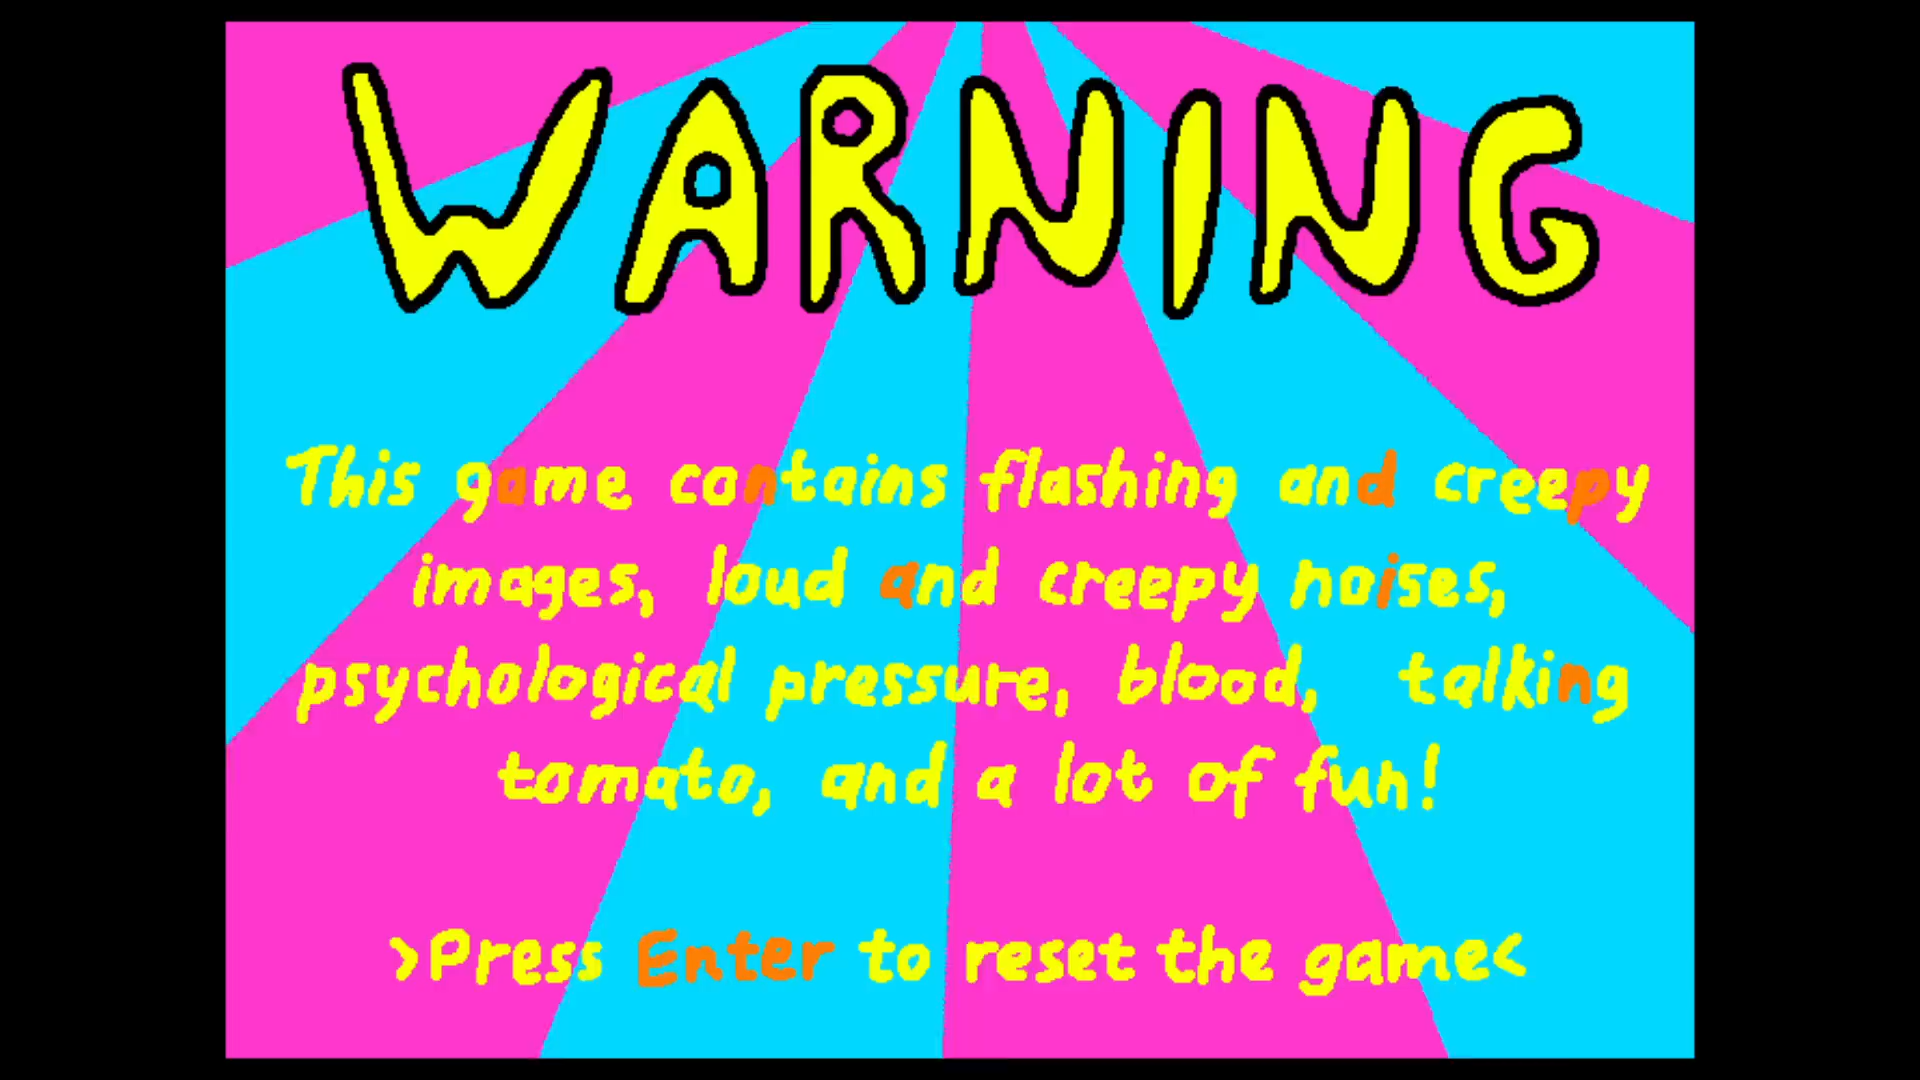 WARNING
This game contains flashing and creepy
images, loud and creepy noises,
psychological pressure, blood, talking
tomato, and a lot of fun!
>Press Enter to reset the game<